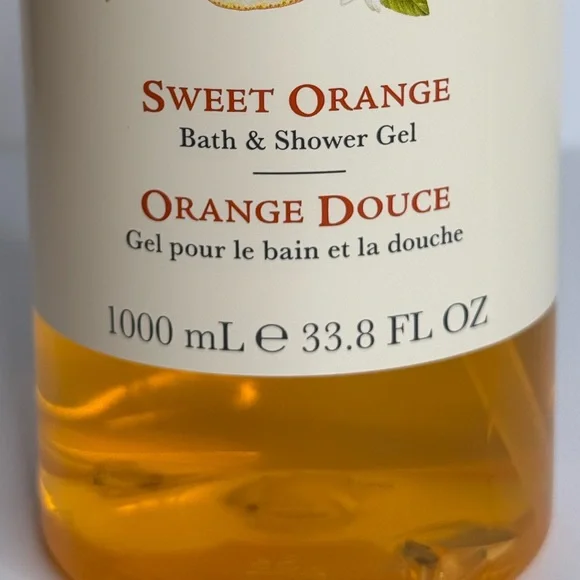 SWEET ORANGE
Bath & Shower Gel
ORANGE DOUCE
Gel pour le bain et la douche
1000 mL ℮ 33.8 FL OZ